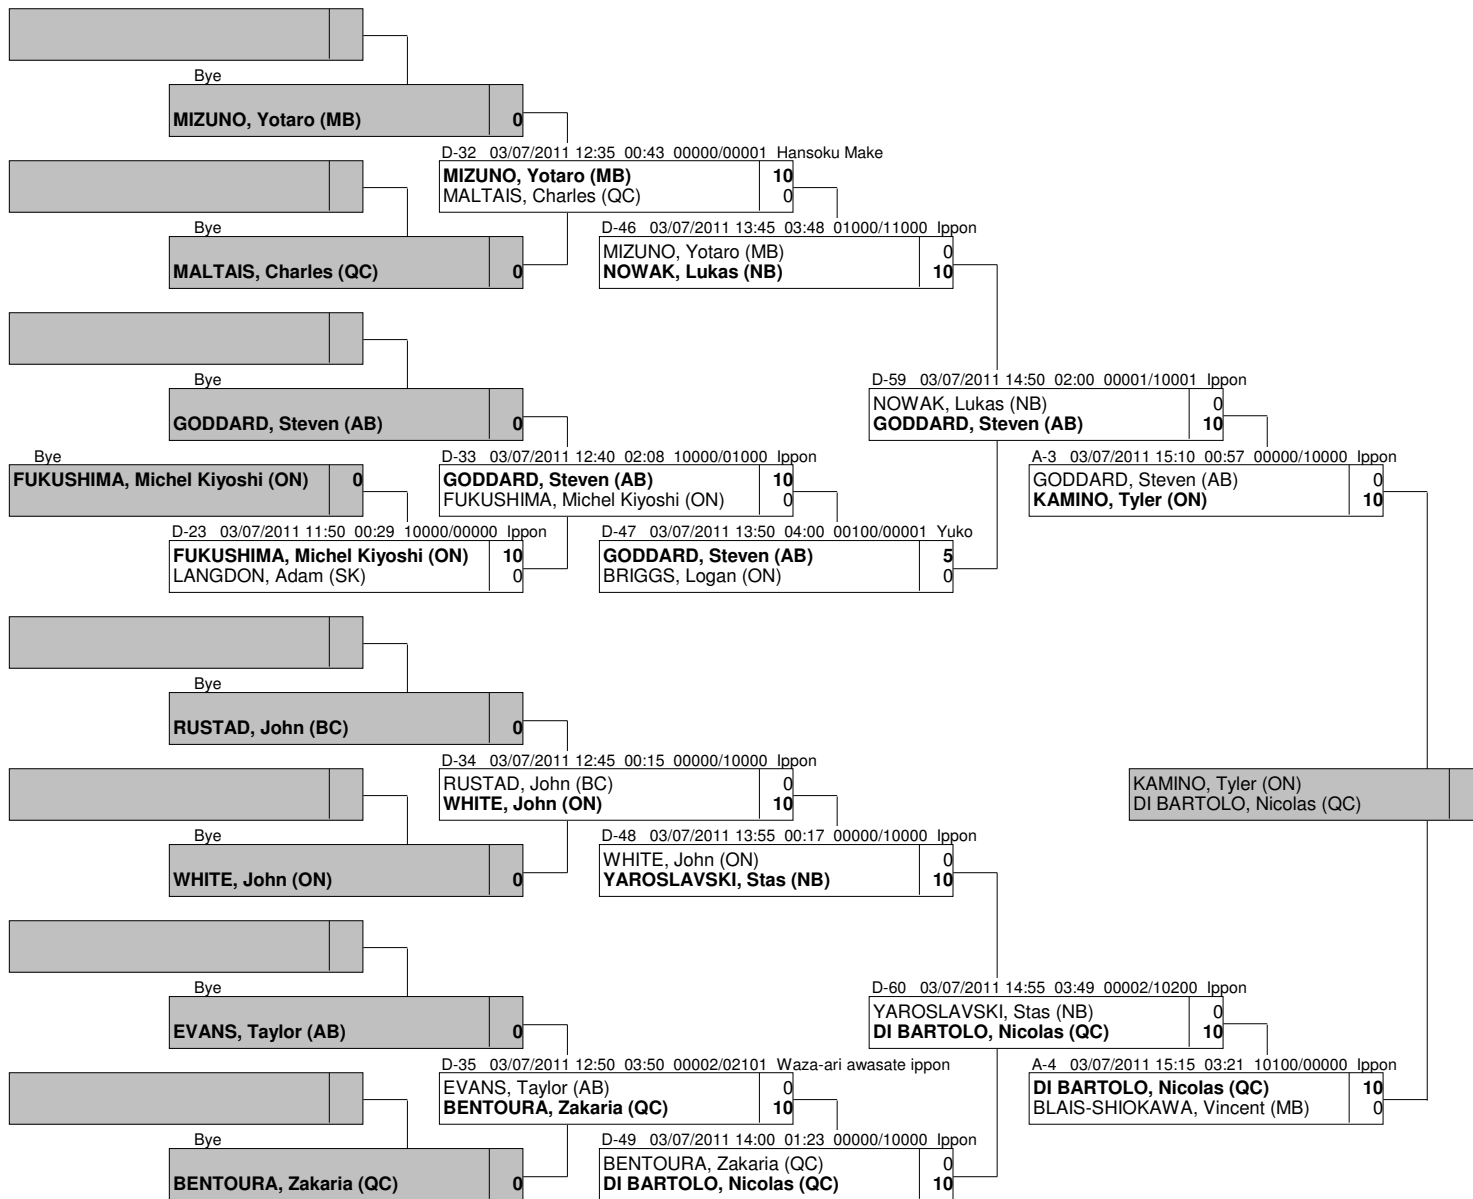 Bye
MIZUNO, Yotaro (MB) 0
D-32 03/07/2011 12:35 00:43 00000/00001 Hansoku Make
MIZUNO, Yotaro (MB) 10
MALTAIS, Charles (QC) 0
Bye
MALTAIS, Charles (QC) 0
D-46 03/07/2011 13:45 03:48 01000/11000 Ippon
MIZUNO, Yotaro (MB) 0
NOWAK, Lukas (NB) 10
Bye
GODDARD, Steven (AB) 0
D-59 03/07/2011 14:50 02:00 00001/10001 Ippon
NOWAK, Lukas (NB) 0
GODDARD, Steven (AB) 10
Bye
FUKUSHIMA, Michel Kiyoshi (ON) 0
D-33 03/07/2011 12:40 02:08 10000/01000 Ippon
GODDARD, Steven (AB) 10
FUKUSHIMA, Michel Kiyoshi (ON) 0
A-3 03/07/2011 15:10 00:57 00000/10000 Ippon
GODDARD, Steven (AB) 0
KAMINO, Tyler (ON) 10
D-23 03/07/2011 11:50 00:29 10000/00000 Ippon
FUKUSHIMA, Michel Kiyoshi (ON) 10
LANGDON, Adam (SK) 0
D-47 03/07/2011 13:50 04:00 00100/00001 Yuko
GODDARD, Steven (AB) 5
BRIGGS, Logan (ON) 0
Bye
RUSTAD, John (BC) 0
D-34 03/07/2011 12:45 00:15 00000/10000 Ippon
RUSTAD, John (BC) 0
WHITE, John (ON) 10
KAMINO, Tyler (ON)
DI BARTOLO, Nicolas (QC)
Bye
WHITE, John (ON) 0
D-48 03/07/2011 13:55 00:17 00000/10000 Ippon
WHITE, John (ON) 0
YAROSLAVSKI, Stas (NB) 10
Bye
EVANS, Taylor (AB) 0
D-60 03/07/2011 14:55 03:49 00002/10200 Ippon
YAROSLAVSKI, Stas (NB) 0
DI BARTOLO, Nicolas (QC) 10
D-35 03/07/2011 12:50 03:50 00002/02101 Waza-ari awasate ippon
EVANS, Taylor (AB) 0
BENTOURA, Zakaria (QC) 10
A-4 03/07/2011 15:15 03:21 10100/00000 Ippon
DI BARTOLO, Nicolas (QC) 10
BLAIS-SHIOKAWA, Vincent (MB) 0
Bye
BENTOURA, Zakaria (QC) 0
D-49 03/07/2011 14:00 01:23 00000/10000 Ippon
BENTOURA, Zakaria (QC) 0
DI BARTOLO, Nicolas (QC) 10